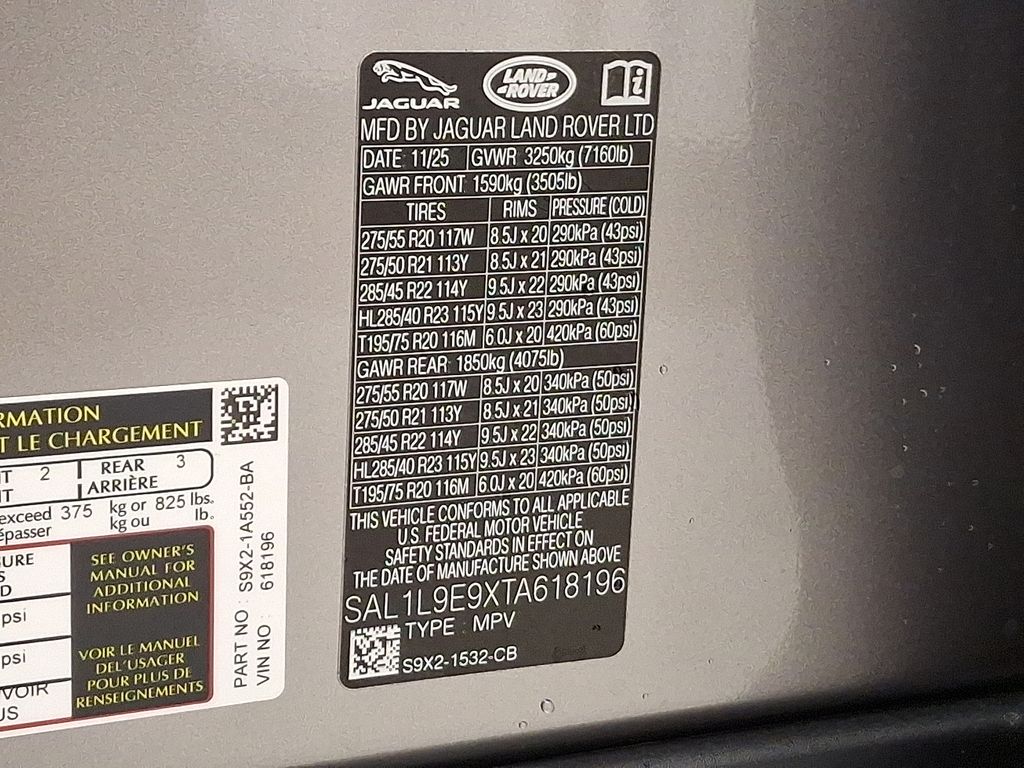 JAGUAR
LAND-
-ROVER
i
MFD BY JAGUAR LAND ROVER LTD
DATE 11/25 GVWR 3250kg (7160lb)
GAWR FRONT 1590kg (3505lb)
TIRES RIMS PRESSURE (COLD)
275/55 R20 117W 8.5J x 20 290kPa (43psi)
275/50 R21 113Y 8.5J x 21 290kPa (43psi)
285/45 R22 114Y 9.5J x 22 290kPa (43psi)
HL285/40 R23 115Y 9.5J x 23 290kPa (43psi)
T195/75 R20 116M 6.0J x 20 420kPa (60psi)
GAWR REAR: 1850kg (4075lb)
275/55 R20 117W 8.5J x 20 340kPa (50psi)
275/50 R21 113Y 8.5J x 21 340kPa (50psi)
285/45 R22 114Y 9.5J x 22 340kPa (50psi)
HL285/40 R23 115Y 9.5J x 23 340kPa (50psi)
T195/75 R20 116M 6.0J x 20 420kPa (60psi)
THIS VEHICLE CONFORMS TO ALL APPLICABLE
U.S. FEDERAL MOTOR VEHICLE
SAFETY STANDARDS IN EFFECT ON
THE DATE OF MANUFACTURE SHOWN ABOVE
SAL1L9E9XTA618196
TYPE : MPV
S9X2-1532-CB
RMATION
T LE CHARGEMENT
T 2 REAR 3
T ARRIÈRE
exceed 375 kg or 825 lbs.
épasser kg ou lb.
SURE
S
D
psi
psi
VOIR
US
SEE OWNER'S
MANUAL FOR
ADDITIONAL
INFORMATION
VOIR LE MANUEL
DEL'USAGER
POUR PLUS DE
RENSEIGNEMENTS
PART NO : S9X2-1A552-BA
VIN NO : 618196